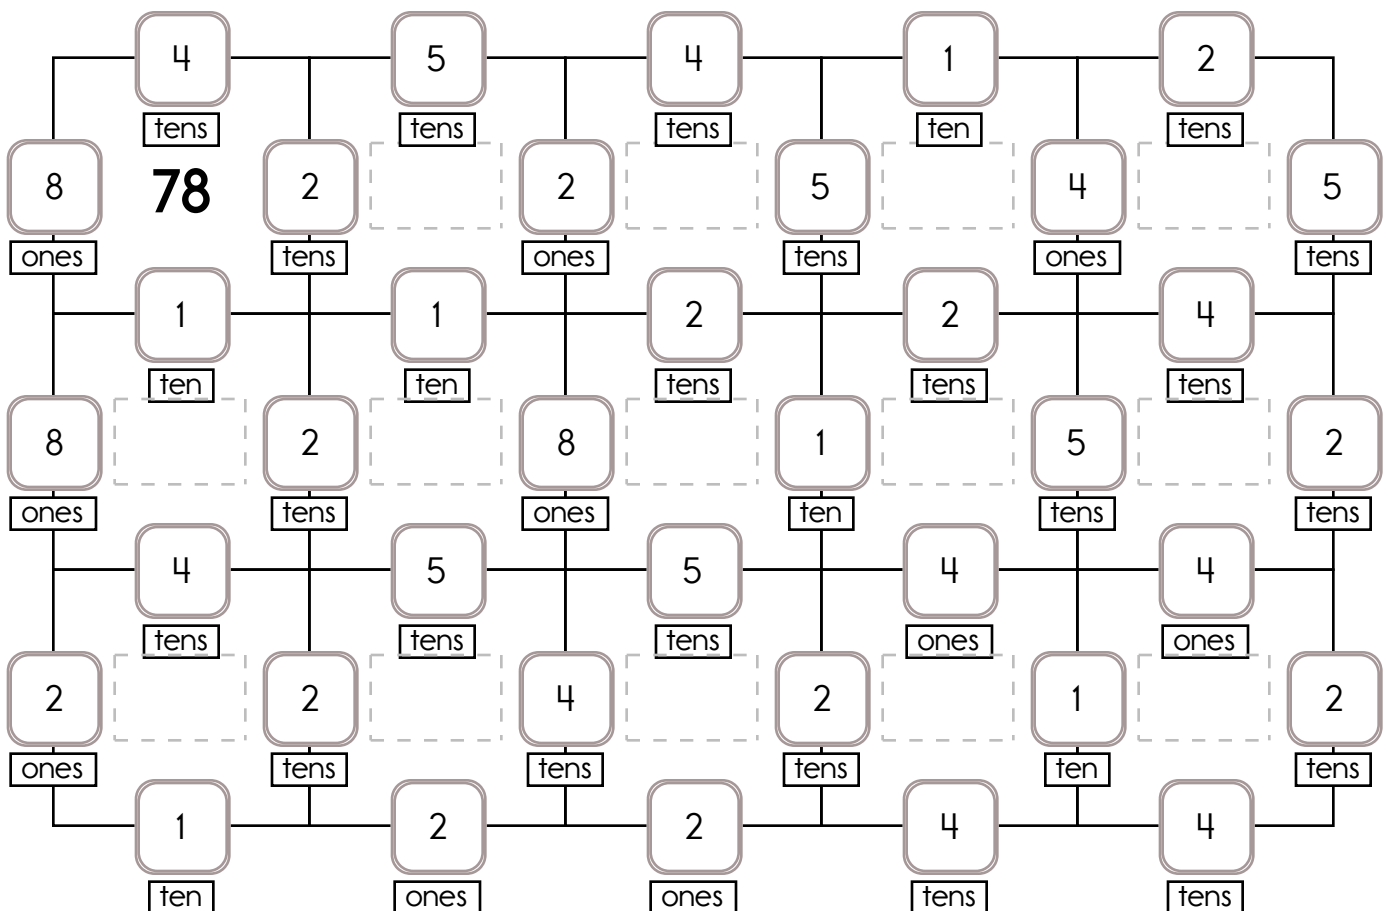 4 5 4 1 2
tens tens tens ten tens
8 78 2 2 5 4 5
ones tens ones tens ones tens
1 1 2 2 4
ten ten tens tens tens
8 2 8 1 5 2
ones tens ones ten tens tens
4 5 5 4 4
tens tens tens ones ones
2 2 4 2 1 2
ones tens tens tens ten tens
1 2 2 4 4
ten ones ones tens tens